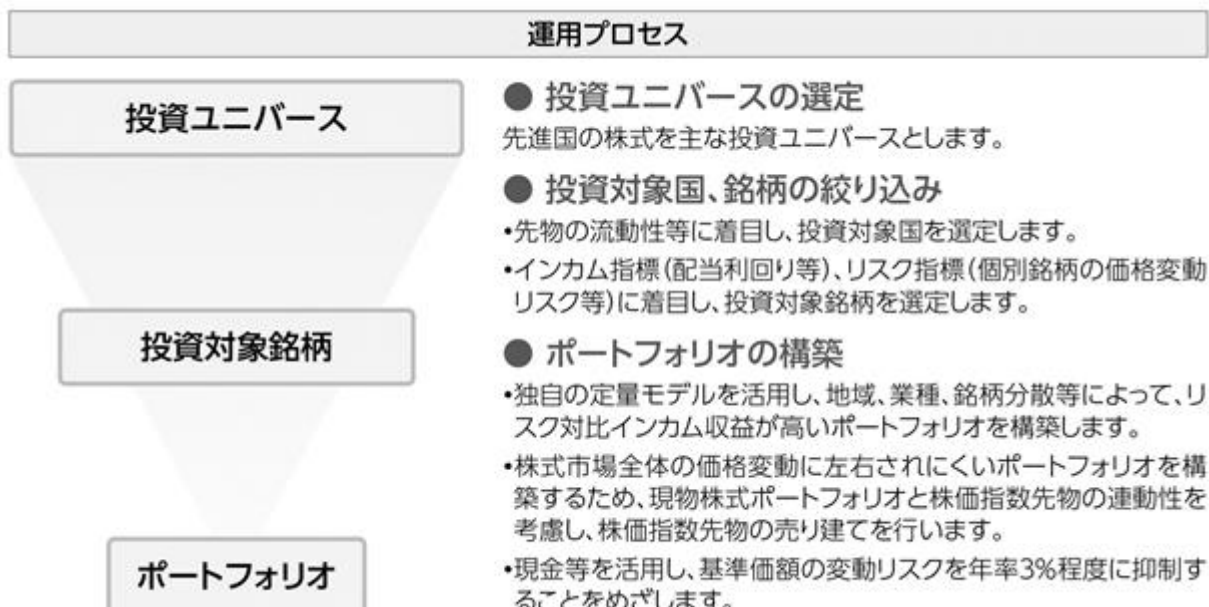 運用プロセス
投資ユニバース
● 投資ユニバースの選定
先進国の株式を主な投資ユニバースとします。
● 投資対象国、銘柄の絞り込み
•先物の流動性等に着目し、投資対象国を選定します。
•インカム指標(配当利回り等)、リスク指標(個別銘柄の価格変動
リスク等)に着目し、投資対象銘柄を選定します。
投資対象銘柄
● ポートフォリオの構築
•独自の定量モデルを活用し、地域、業種、銘柄分散等によって、リ
スク対比インカム収益が高いポートフォリオを構築します。
•株式市場全体の価格変動に左右されにくいポートフォリオを構
築するため、現物株式ポートフォリオと株価指数先物の連動性を
考慮し、株価指数先物の売り建てを行います。
ポートフォリオ
•現金等を活用し、基準価額の変動リスクを年率3%程度に抑制す
ることをめざします。